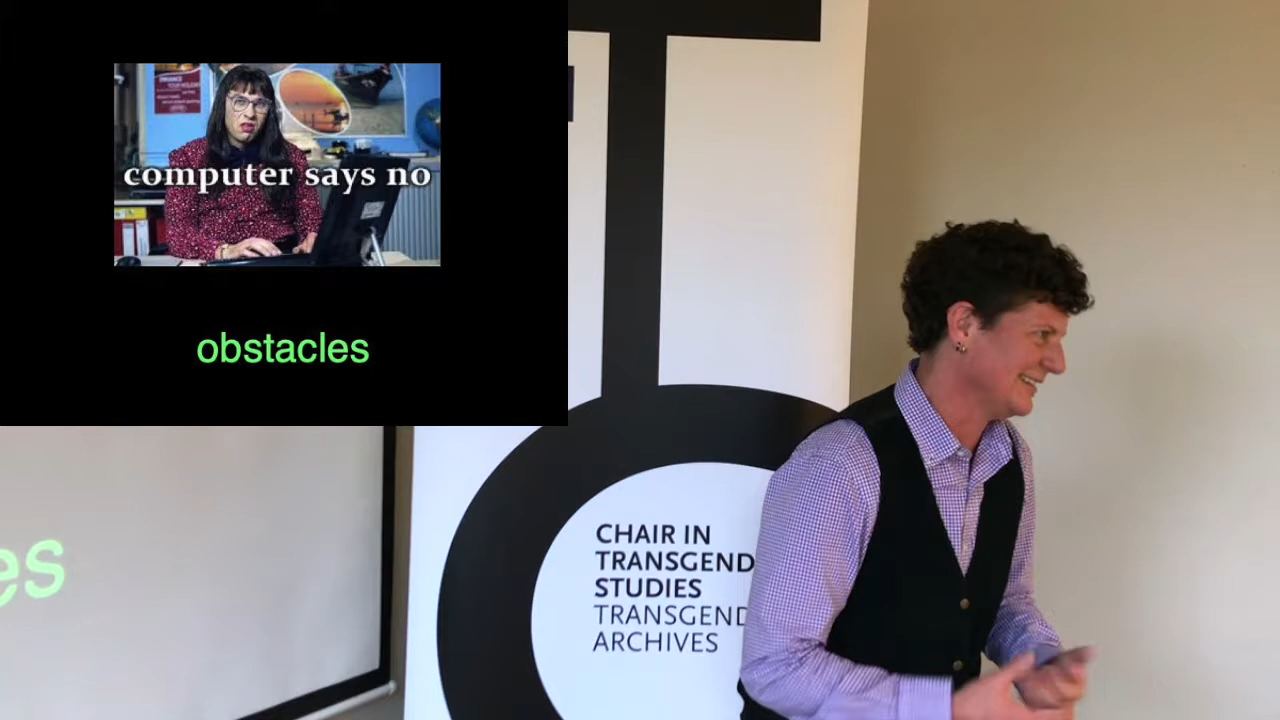 computer says no
obstacles
es
CHAIR IN
TRANSGEND
STUDIES
TRANSGEND
ARCHIVES